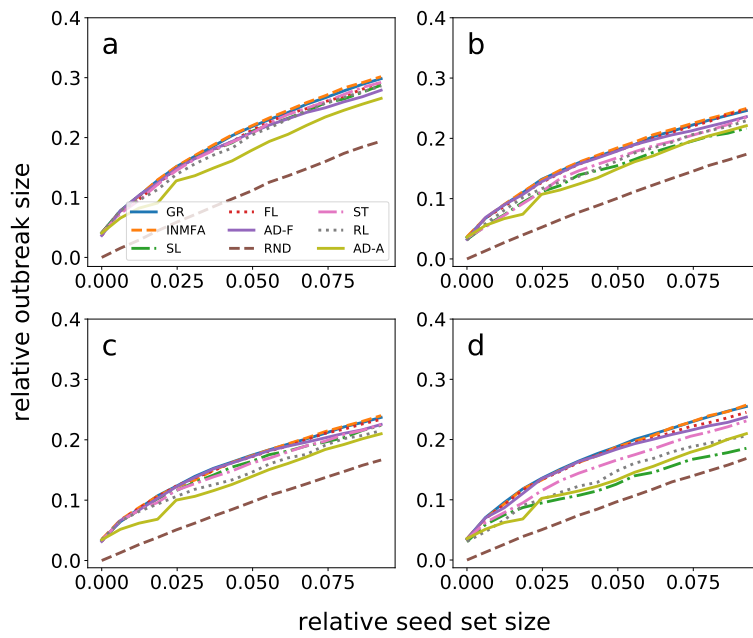 0.4
a
0.3
0.2
0.1
0.0
GR
FL
ST
INMFA
AD-F
RL
SL
RND
AD-A
0.000 0.025 0.050 0.075
0.4
b
0.3
0.2
0.1
0.0
0.000 0.025 0.050 0.075
relative outbreak size
0.4
c
0.3
0.2
0.1
0.0
0.000 0.025 0.050 0.075
0.4
d
0.3
0.2
0.1
0.0
0.000 0.025 0.050 0.075
relative seed set size